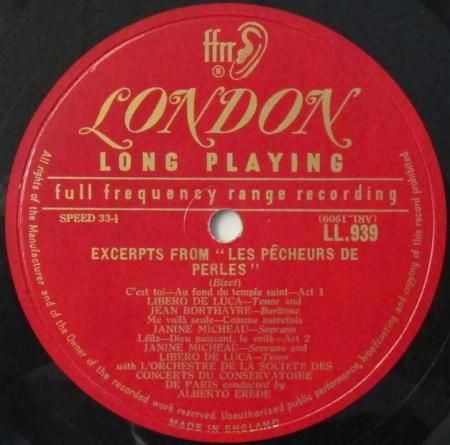 ffrr
®
LONDON
LONG PLAYING
full frequency range recording
SPEED 33-⅓
(ARL.1609)
LL.939
EXCERPTS FROM "LES PÊCHEURS DE
PERLES"
(Bizet)
C'est toi—Au fond du temple saint—Act 1
LIBERO DE LUCA—Tenor and
JEAN BORTHAYRE—Baritone
Me voilà seule—Comme autrefois
JANINE MICHEAU—Soprano
Léïla—Dieu puissant, le voilà—Act 2
JANINE MICHEAU—Soprano and
LIBERO DE LUCA—Tenor
with L'ORCHESTRE DE LA SOCIETE DES
CONCERTS DU CONSERVATOIRE
DE PARIS conducted by
ALBERTO EREDE
All rights of the Manufacturer and of the Owner of the recorded work reserved. Unauthorised public performance, broadcasting and copying of this record prohibited.
MADE IN ENGLAND